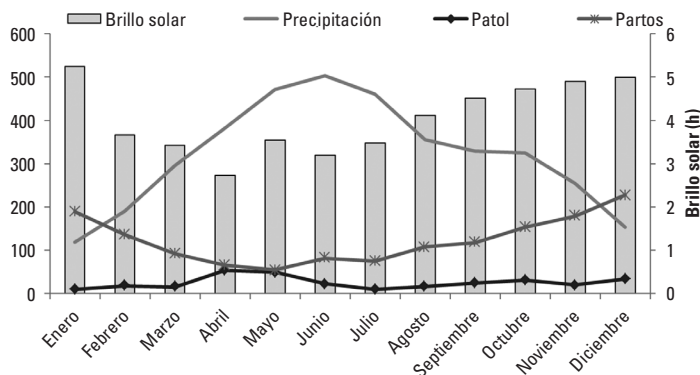 Brillo solar Precipitación Patol Partos
600 6
500 5
400 4
300 3
200 2
100 1
0 0
Brillo solar (h)
Enero Febrero Marzo Abril Mayo Junio Julio Agosto Septiembre Octubre Noviembre Diciembre